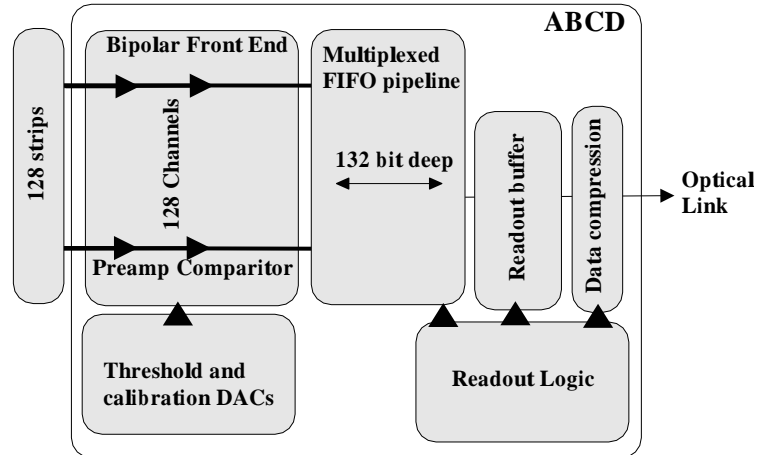 ABCD
128 strips
Bipolar Front End
128 Channels
Preamp Comparitor
Multiplexed
FIFO pipeline
132 bit deep
Readout buffer
Data compression
Optical
Link
Threshold and
calibration DACs
Readout Logic